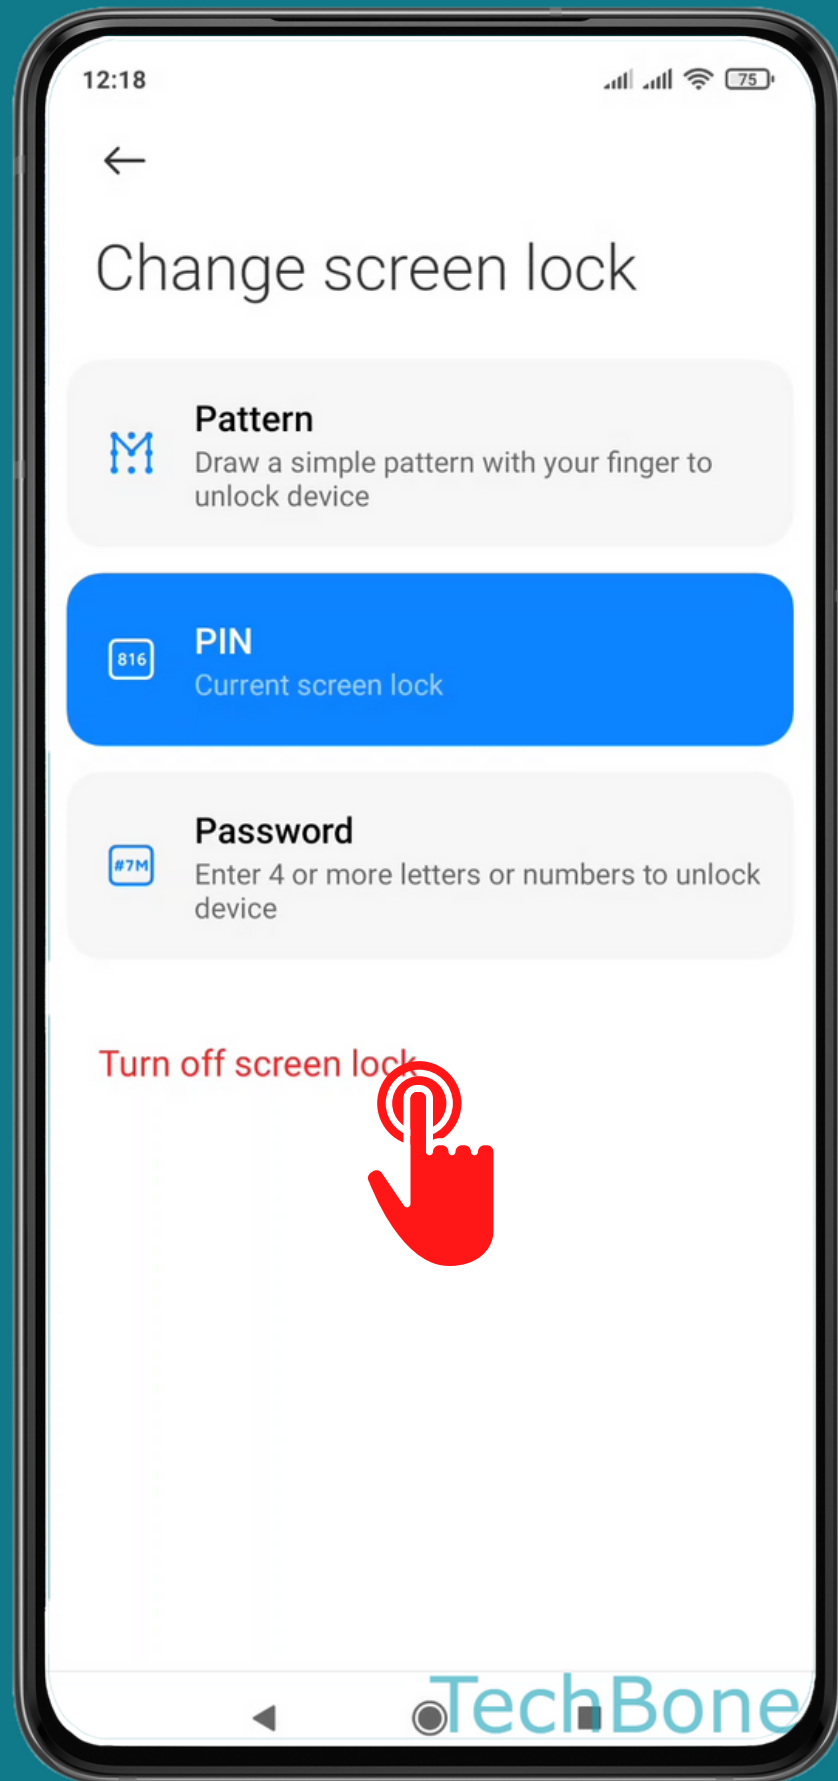 12:18
75
Change screen lock
Pattern
Draw a simple pattern with your finger to
unlock device
816
PIN
Current screen lock
Password
#7M
Enter 4 or more letters or numbers to unlock
device
Turn off screen lock
TechBone